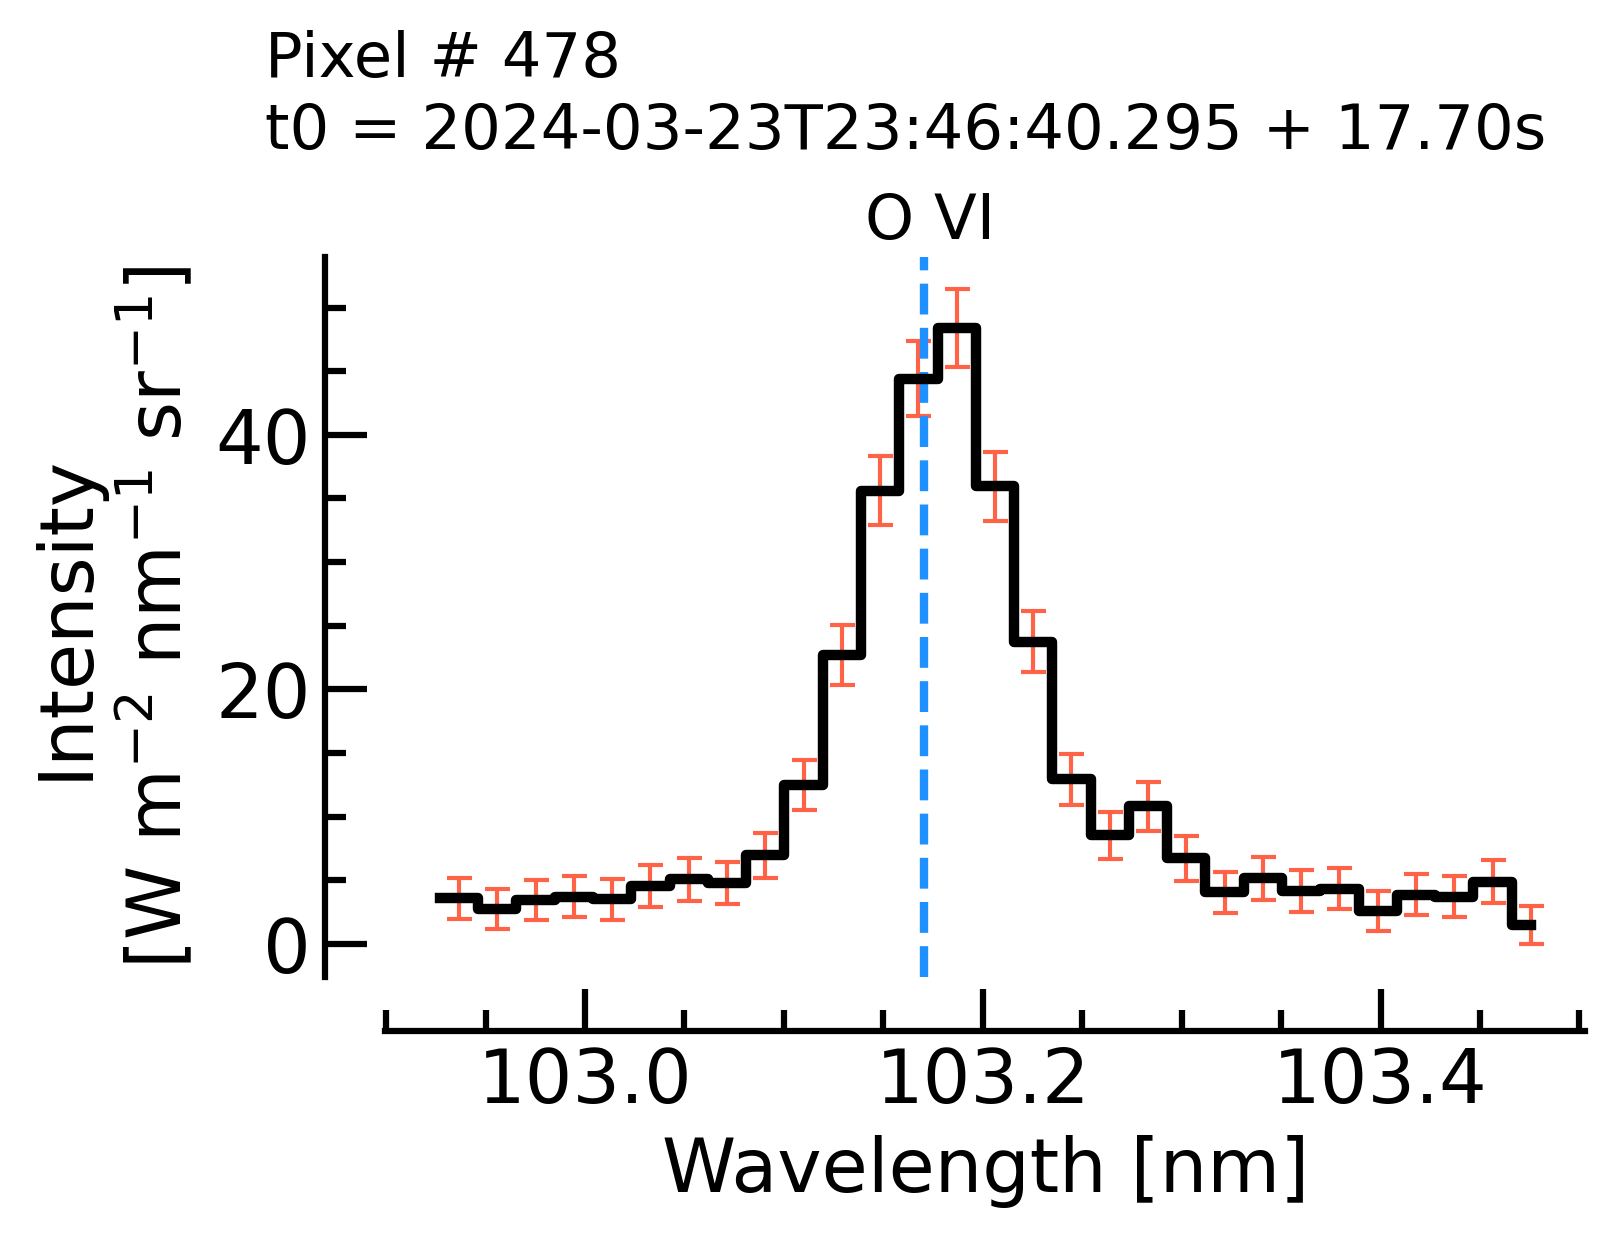 Pixel # 478
t0 = 2024-03-23T23:46:40.295 + 17.70s
O VI
Intensity
[W m⁻² nm⁻¹ sr⁻¹]
40
20
0
103.0 103.2 103.4
Wavelength [nm]